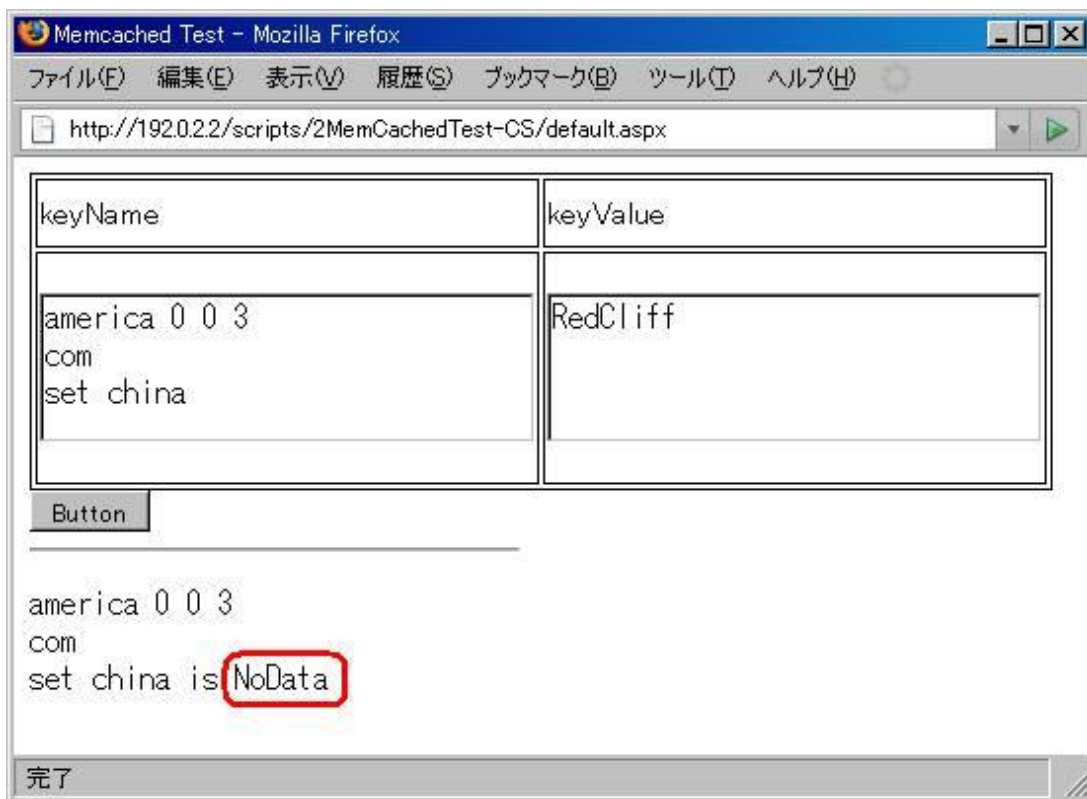 Memcached Test - Mozilla Firefox
ファイル(F) 編集(E) 表示(V) 履歴(S) ブックマーク(B) ツール(T) ヘルプ(H)
http://192.0.2.2/scripts/2MemCachedTest-CS/default.aspx
keyName keyValue
america 0 0 3
com
set china
RedCliff
Button
america 0 0 3
com
set china is NoData
完了